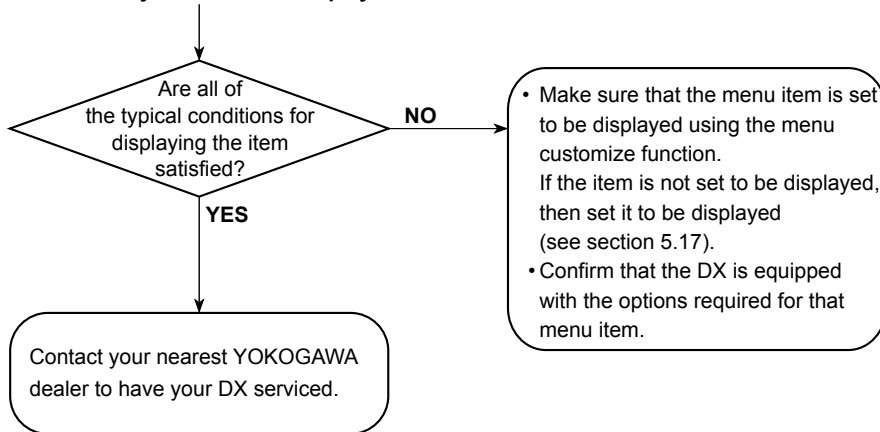 Are all of
the typical conditions for
displaying the item
satisfied?
NO
YES
• Make sure that the menu item is set
to be displayed using the menu
customize function.
If the item is not set to be displayed,
then set it to be displayed
(see section 5.17).
• Confirm that the DX is equipped
with the options required for that
menu item.
Contact your nearest YOKOGAWA
dealer to have your DX serviced.